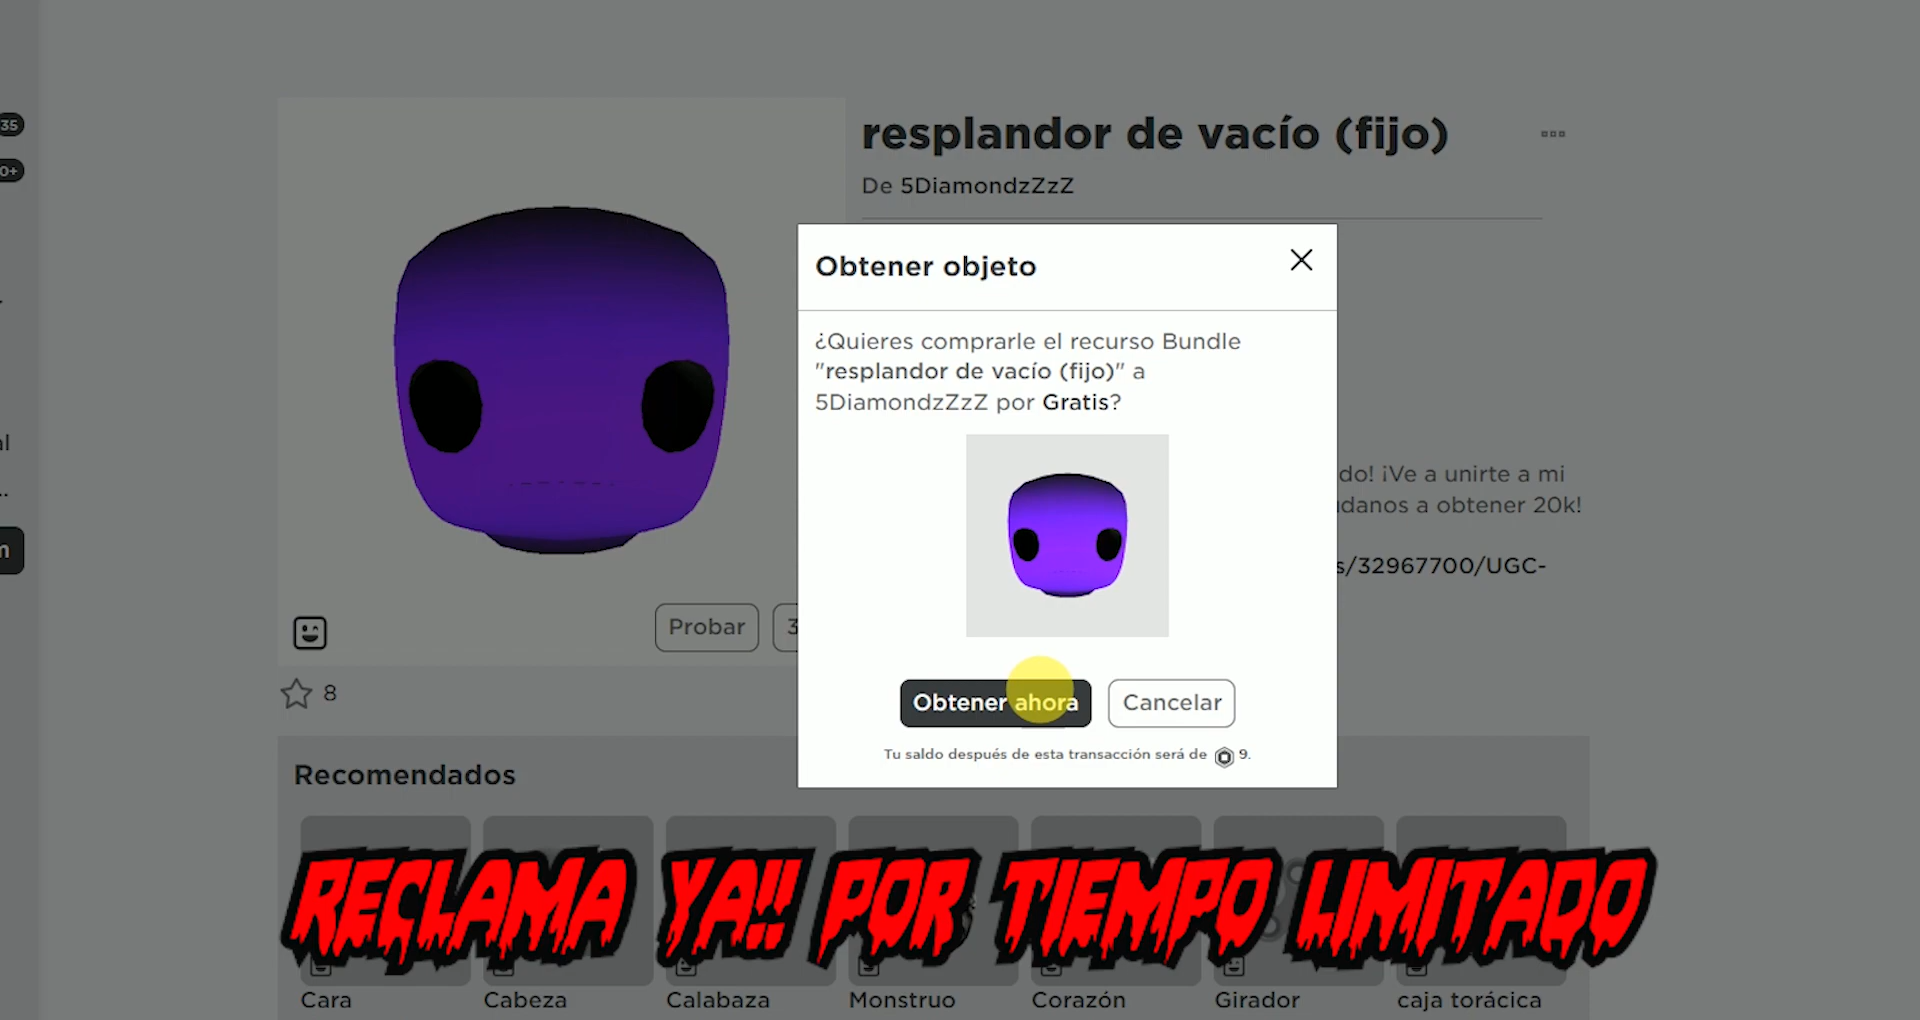 35
0+
resplandor de vacío (fijo)
De 5DiamondzZzZ
Obtener objeto
¿Quieres comprarle el recurso Bundle
"resplandor de vacío (fijo)" a
5DiamondzZzZ por Gratis?
do! ¡Ve a unirte a mi
danos a obtener 20k!
s/32967700/UGC-
Probar
3
8
Obtener ahora
Cancelar
Tu saldo después de esta transacción será de 9.
Recomendados
RECLAMA YA!! POR TIEMPO LIMITADO
Cara
Cabeza
Calabaza
Monstruo
Corazón
Girador
caja torácica